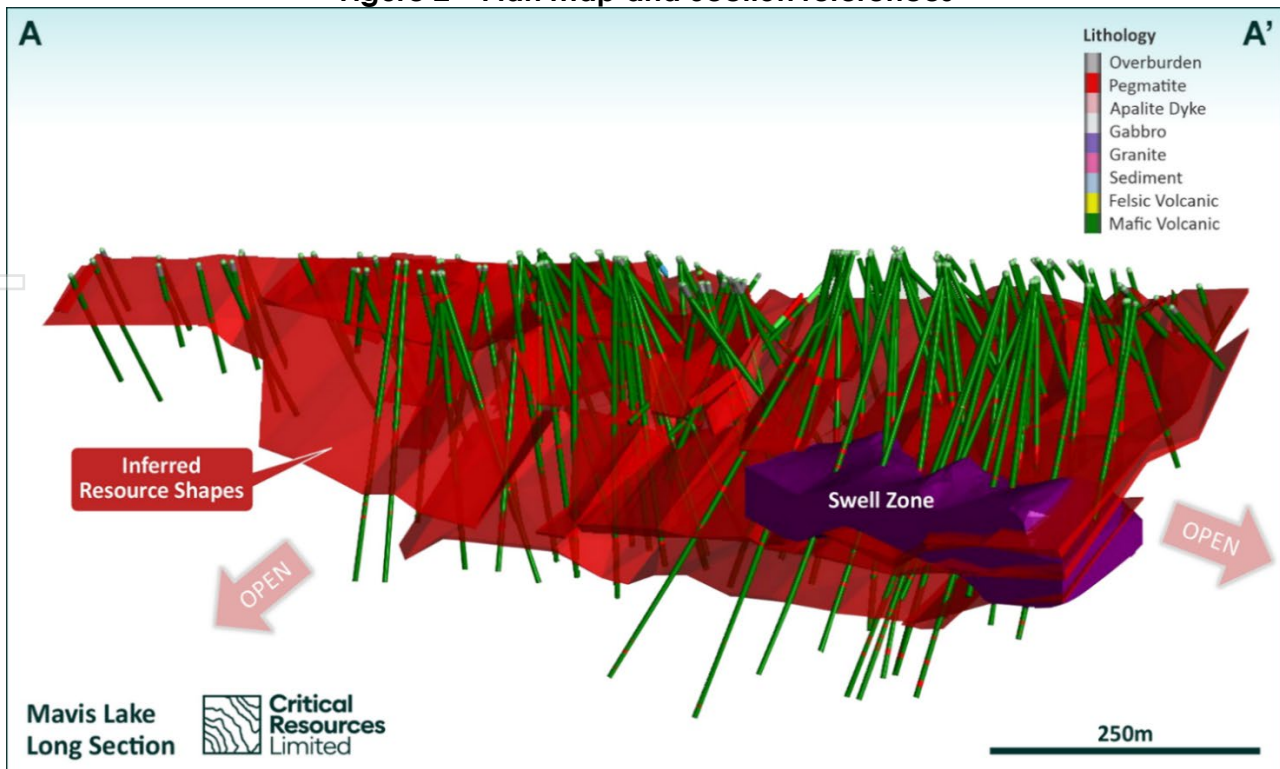 A
A'
Lithology
Overburden
Pegmatite
Apalite Dyke
Gabbro
Granite
Sediment
Felsic Volcanic
Mafic Volcanic
Inferred
Resource Shapes
Swell Zone
OPEN
OPEN
Mavis Lake
Long Section
Critical
Resources
Limited
250m